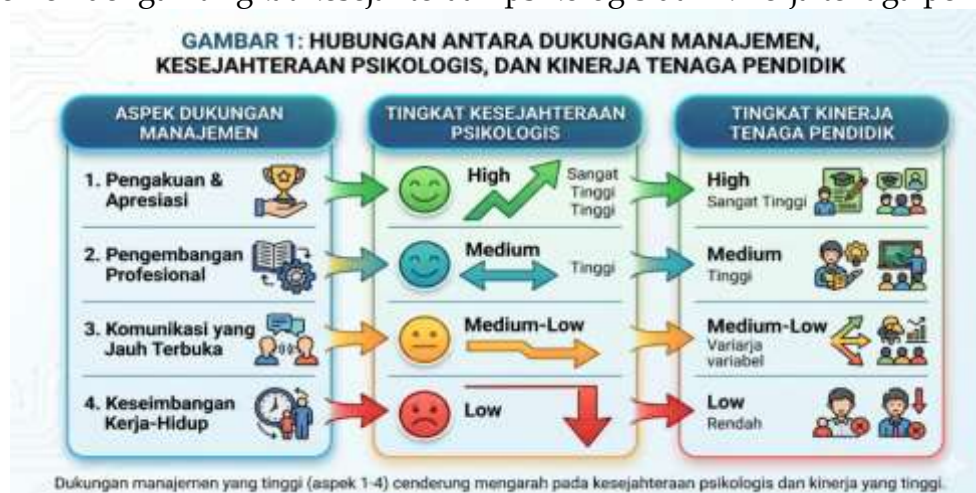 GAMBAR 1: HUBUNGAN ANTARA DUKUNGAN MANAJEMEN,
KESEJAHTERAAN PSIKOLOGIS, DAN KINERJA TENAGA PENDIDIK
ASPEK DUKUNGAN
MANAJEMEN
1. Pengakuan &
Apresiasi
2. Pengembangan
Profesional
3. Komunikasi yang
Jauh Terbuka
4. Keseimbangan
Kerja-Hidup
TINGKAT KESEJAHTERAAN
PSIKOLOGIS
High
Sangat
Tinggi
Tinggi
Medium
Tinggi
Medium-Low
Low
TINGKAT KINERJA
TENAGA PENDIDIK
High
Sangat Tinggi
Medium
Tinggi
Medium-Low
Variarja
variabel
Low
Rendah
Dukungan manajemen yang tinggi (aspek 1-4) cenderung mengarah pada kesejahteraan psikologis dan kinerja yang tinggi.